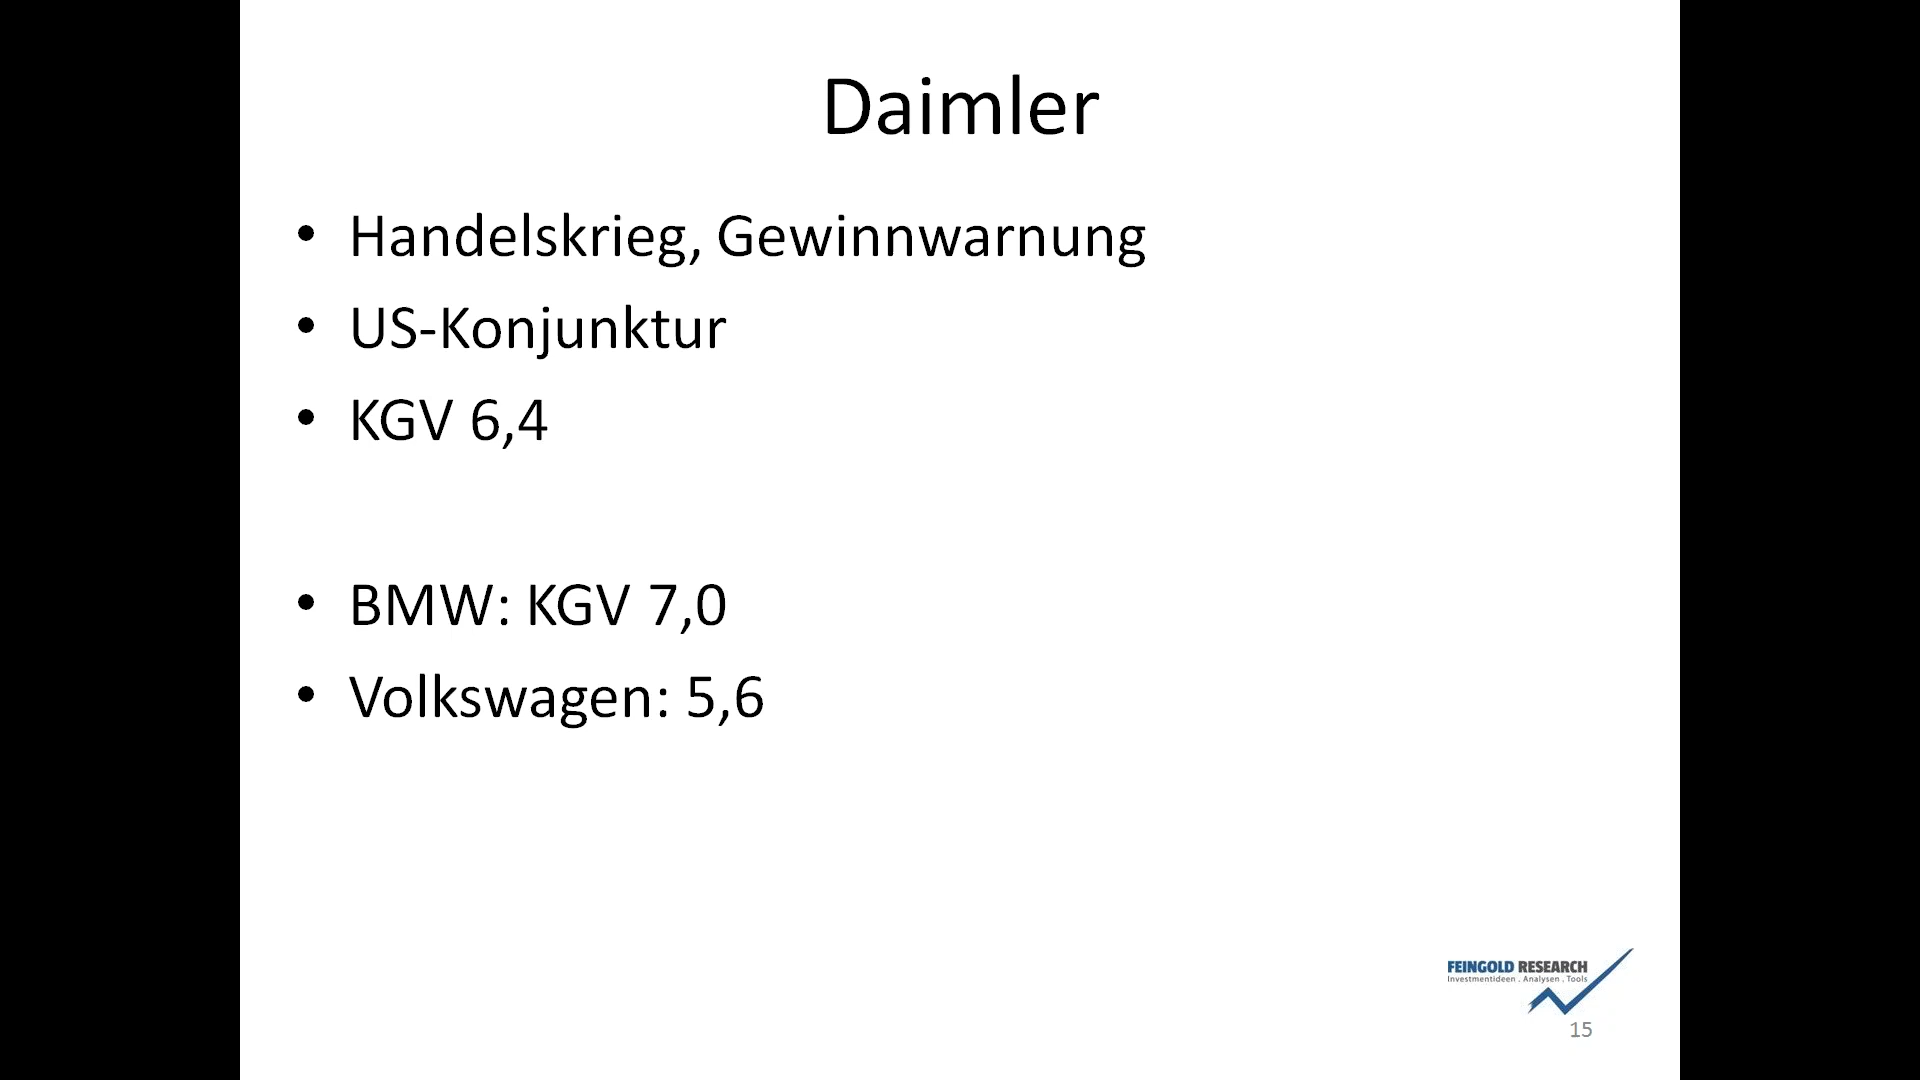 Daimler
• Handelskrieg, Gewinnwarnung
• US-Konjunktur
• KGV 6,4
• BMW: KGV 7,0
• Volkswagen: 5,6
FEINGOLD RESEARCH
Investmentideen . Analysen . Tools
15